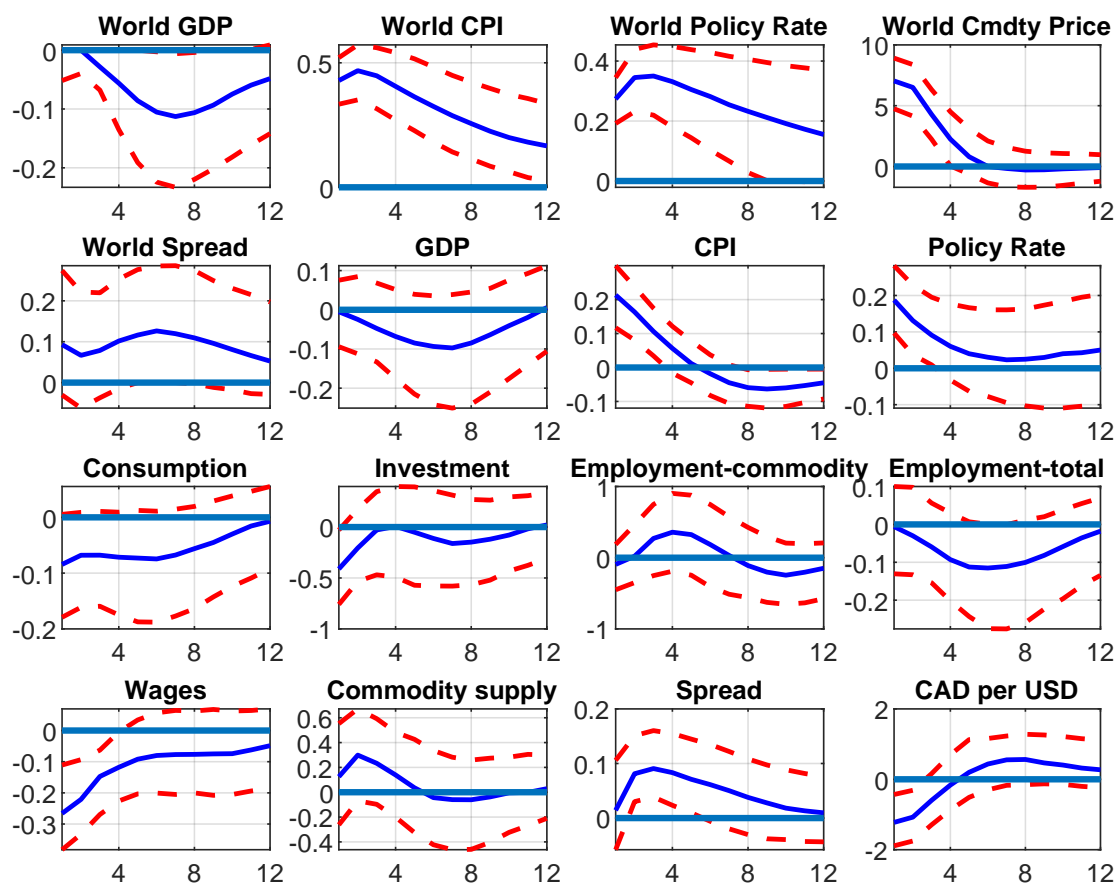 World GDP World CPI World Policy Rate World Cmdty Price
0
-0.1
-0.2
4 8 12
0.5
0
4 8 12
0.4
0.2
0
4 8 12
10
5
0
4 8 12
World Spread GDP CPI Policy Rate
0.2
0.1
0
4 8 12
0.1
0
-0.1
-0.2
4 8 12
0.2
0.1
0
-0.1
4 8 12
0.2
0.1
0
-0.1
4 8 12
Consumption Investment Employment-commodity Employment-total
0
-0.1
-0.2
4 8 12
0.5
0
-0.5
-1
4 8 12
1
0
-1
4 8 12
0.1
0
-0.1
-0.2
4 8 12
Wages Commodity supply Spread CAD per USD
0
-0.1
-0.2
-0.3
4 8 12
0.6
0.4
0.2
0
-0.2
-0.4
4 8 12
0.2
0.1
0
4 8 12
2
0
-2
4 8 12